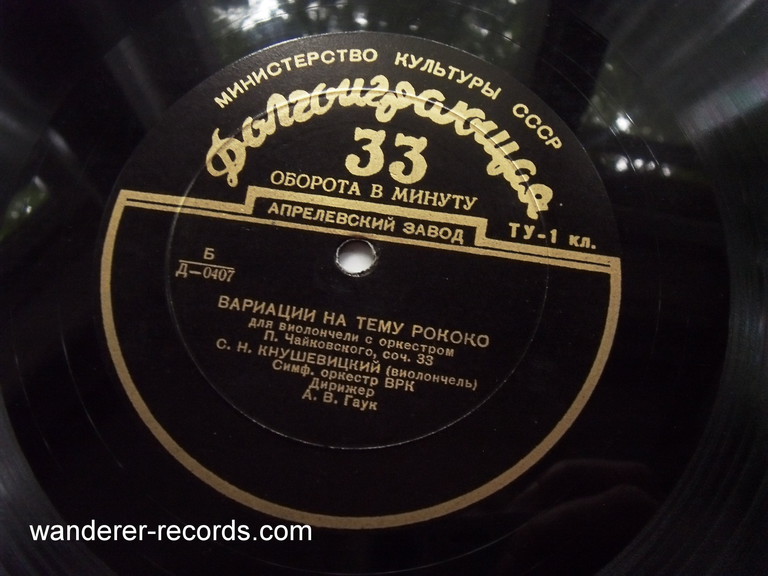 МИНИСТЕРСТВО КУЛЬТУРЫ СССР
Долгоиграющая
33
ОБОРОТА В МИНУТУ
АПРЕЛЕВСКИЙ ЗАВОД
ТУ-1 кл.
Б
Д—0407
ВАРИАЦИИ НА ТЕМУ РОКОКО
для виолончели с оркестром
П. Чайковского, соч. 33
С. Н. КНУШЕВИЦКИЙ (виолончель)
Симф. оркестр ВРК
Дирижер
А. В. Гаук
wanderer-records.com